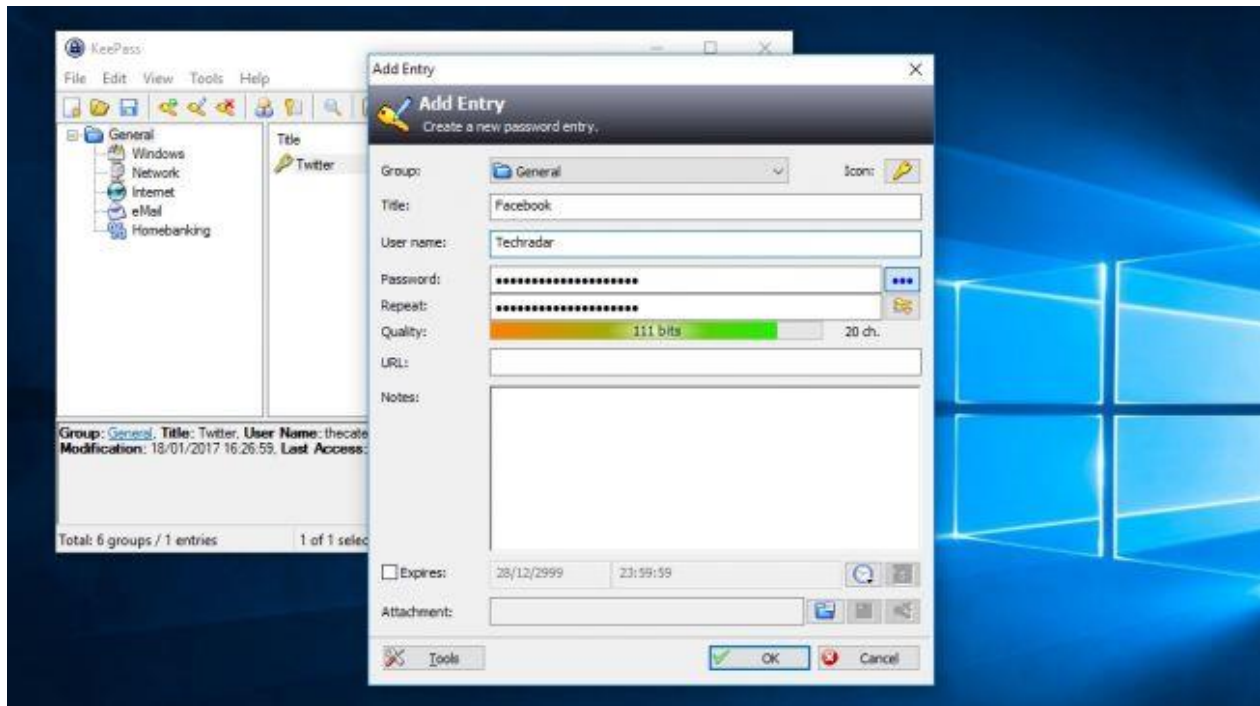 KeePass
File Edit View Tools Help
General
Windows
Network
Internet
eMail
Homebanking
Title
Twitter
Group: General, Title: Twitter, User Name: thecate
Modification: 18/01/2017 16:26:59, Last Access:
Total: 6 groups / 1 entries
1 of 1 selec
Add Entry
Add Entry
Create a new password entry.
Group: General Icon:
Title: Facebook
User name: Techradar
Password: ••••••••••••••••••••
Repeat: ••••••••••••••••••••
Quality: 111 bits 20 ch.
URL:
Notes:
Expires: 28/12/2999 23:59:59
Attachment:
Tools OK Cancel